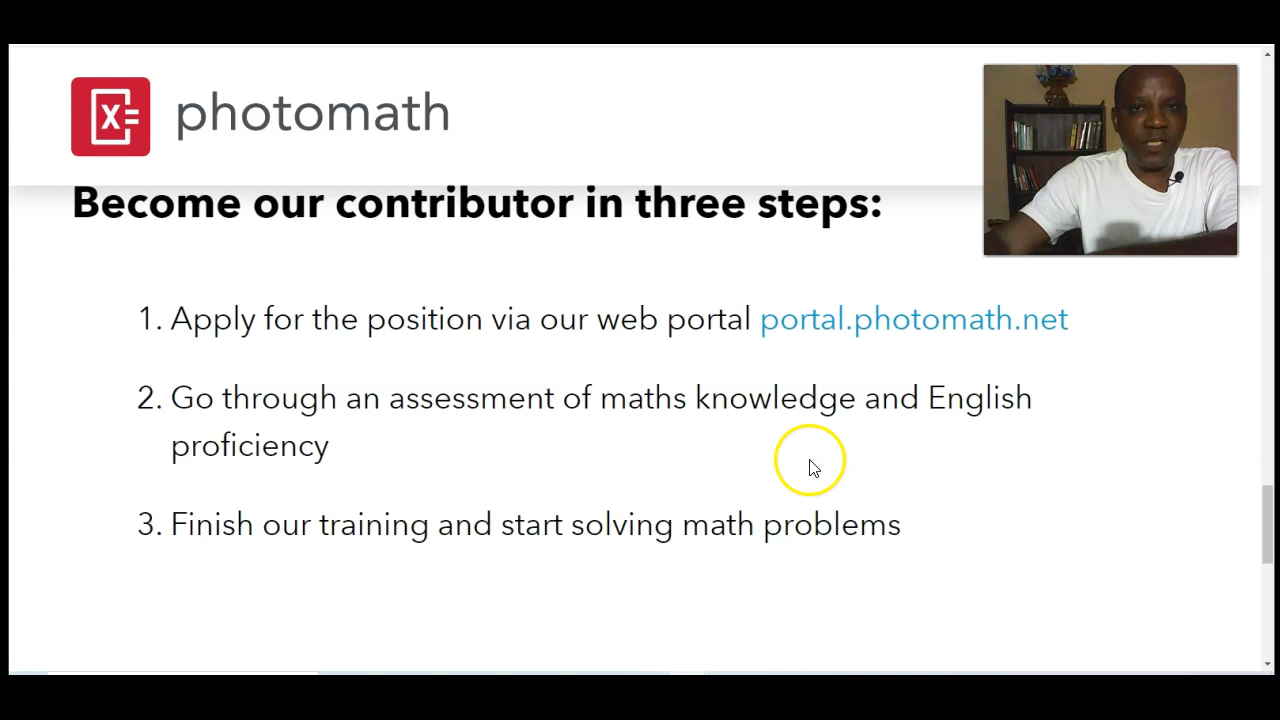 photomath
Become our contributor in three steps:
1. Apply for the position via our web portal portal.photomath.net
2. Go through an assessment of maths knowledge and English
proficiency
3. Finish our training and start solving math problems